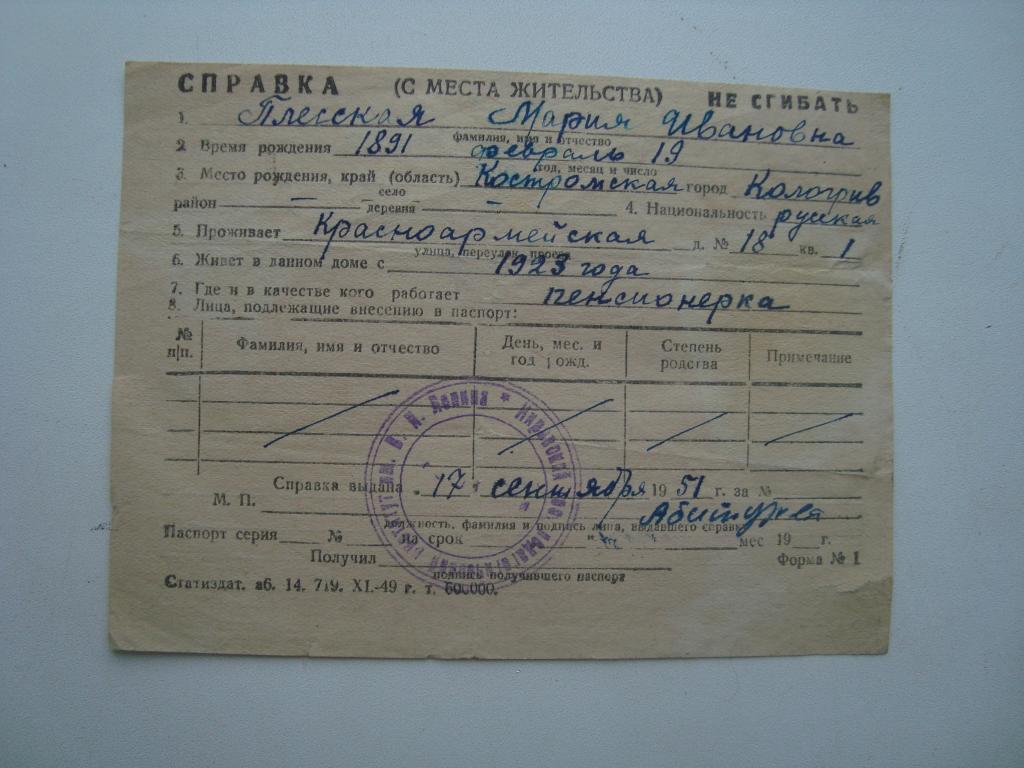 СПРАВКА (С МЕСТА ЖИТЕЛЬСТВА) НЕ СГИБАТЬ
1. Плесская Мария Ивановна
фамилия, имя и отчество
2. Время рождения 1891 февраль 19
год, месяц и число
3. Место рождения, край (область) Костромская город Кологрив
район — село деревня — 4. Национальность русская
5. Проживает Красноармейская д. № 18 кв. 1
улица, переулок, проезд
6. Живет в данном доме с 1923 года
7. Где и в качестве кого работает пенсионерка
8. Лица, подлежащие внесению в паспорт:
№ п/п. Фамилия, имя и отчество День, мес. и год рожд. Степень родства Примечание
им. В. И. Ленина * Кировский
Справка выдана „ 17 сентября 1951 г. за №
М. П.
должность, фамилия и подпись лица, выдавшего справку
Паспорт серия № на срок мес 19 г.
Получил Форма № 1
подпись получившего паспорт
Статиздат. аб. 14. 719. XI.-49 г. т. 600000.